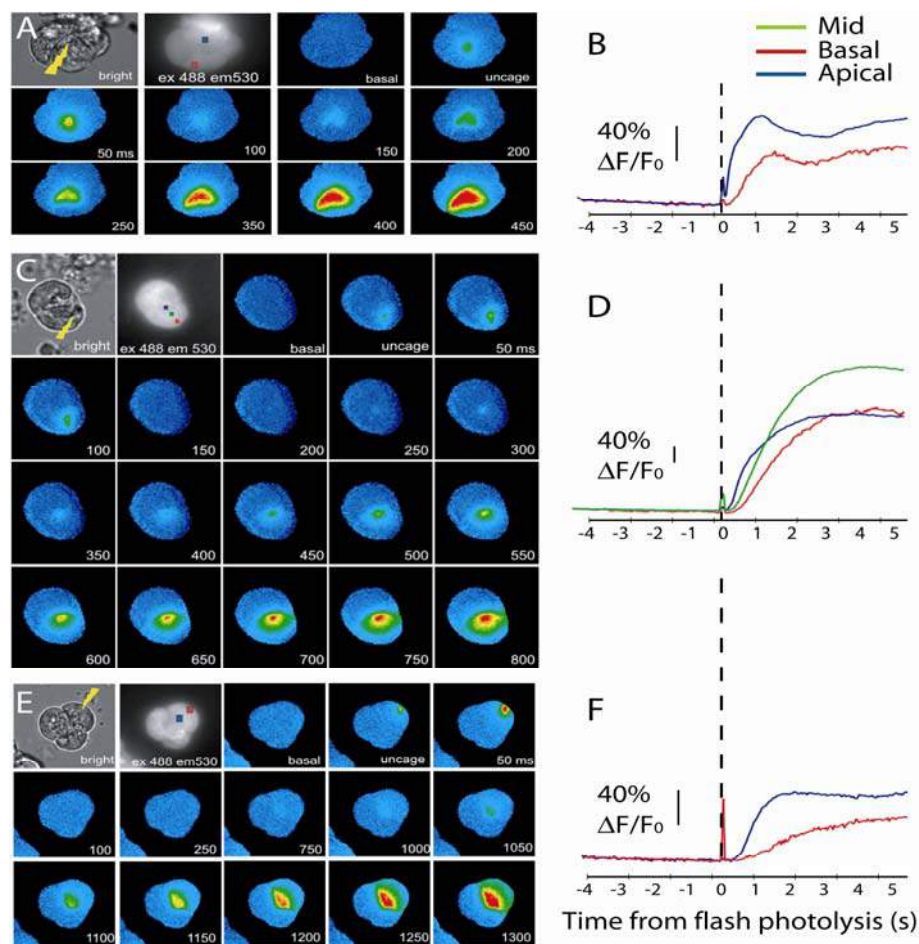 A
bright
ex 488 em530
basal
uncage
50 ms
100
150
200
250
350
400
450
B
Mid
Basal
Apical
40%
ΔF/F0
-4 -3 -2 -1 0 1 2 3 4 5
C
bright
ex 488 em 530
basal
uncage
50 ms
100
150
200
250
300
350
400
450
500
550
600
650
700
750
800
D
40%
ΔF/F0
-4 -3 -2 -1 0 1 2 3 4 5
E
bright
ex 488 em530
basal
uncage
50 ms
100
250
750
1000
1050
1100
1150
1200
1250
1300
F
40%
ΔF/F0
-4 -3 -2 -1 0 1 2 3 4 5
Time from flash photolysis (s)